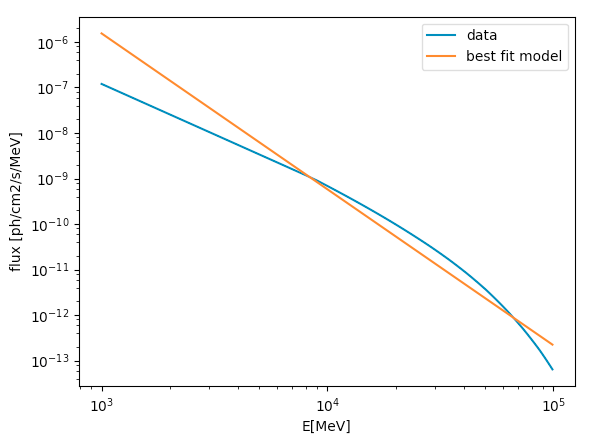 data
best fit model
10⁻⁶
10⁻⁷
10⁻⁸
10⁻⁹
10⁻¹⁰
10⁻¹¹
10⁻¹²
10⁻¹³
flux [ph/cm2/s/MeV]
10³ 10⁴ 10⁵
E[MeV]